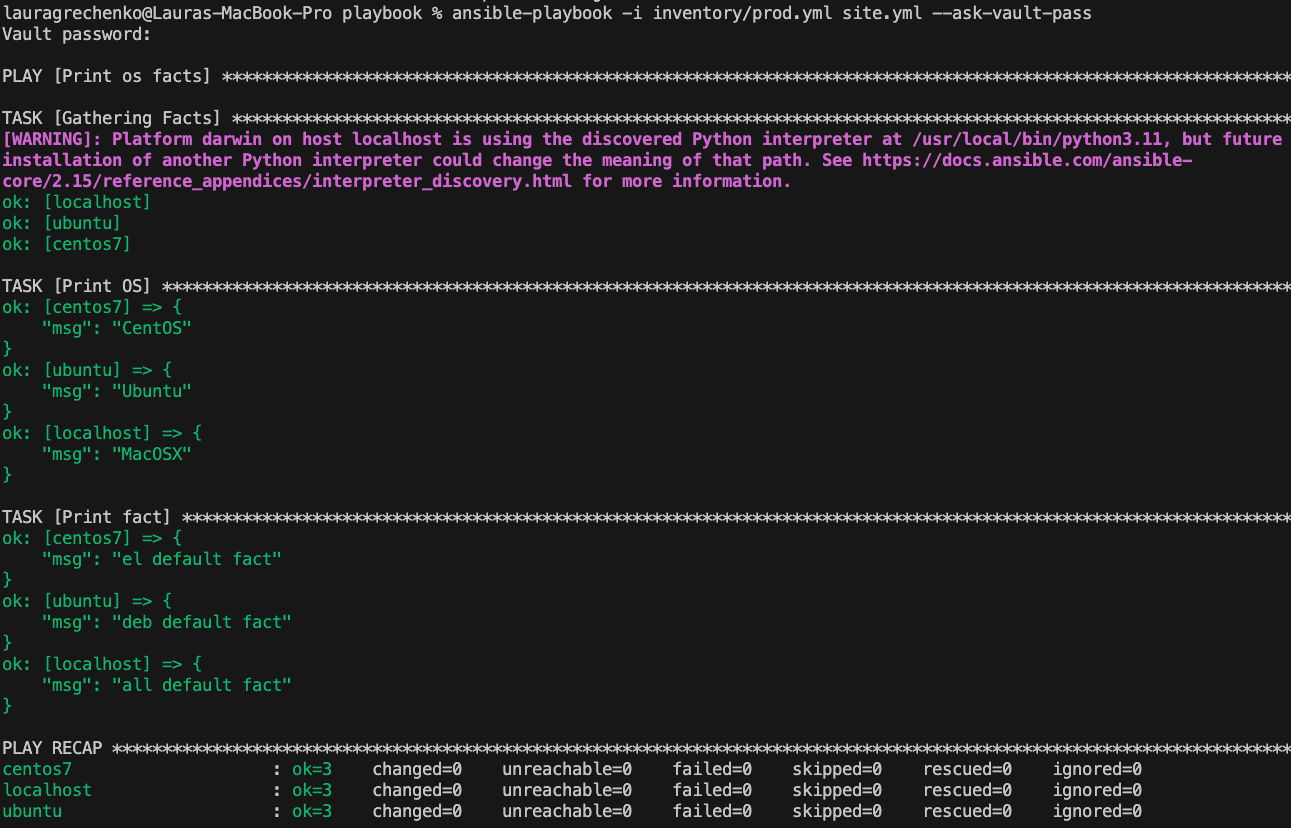 lauragrechenko@Lauras-MacBook-Pro playbook % ansible-playbook -i inventory/prod.yml site.yml --ask-vault-pass
Vault password:
PLAY [Print os facts] ****************************************************************************************************************
TASK [Gathering Facts] ***************************************************************************************************************
[WARNING]: Platform darwin on host localhost is using the discovered Python interpreter at /usr/local/bin/python3.11, but future
installation of another Python interpreter could change the meaning of that path. See https://docs.ansible.com/ansible-
core/2.15/reference_appendices/interpreter_discovery.html for more information.
ok: [localhost]
ok: [ubuntu]
ok: [centos7]
TASK [Print OS] **********************************************************************************************************************
ok: [centos7] => {
    "msg": "CentOS"
}
ok: [ubuntu] => {
    "msg": "Ubuntu"
}
ok: [localhost] => {
    "msg": "MacOSX"
}
TASK [Print fact] ********************************************************************************************************************
ok: [centos7] => {
    "msg": "el default fact"
}
ok: [ubuntu] => {
    "msg": "deb default fact"
}
ok: [localhost] => {
    "msg": "all default fact"
}
PLAY RECAP ***************************************************************************************************************************
centos7                    : ok=3    changed=0    unreachable=0    failed=0    skipped=0    rescued=0    ignored=0
localhost                  : ok=3    changed=0    unreachable=0    failed=0    skipped=0    rescued=0    ignored=0
ubuntu                     : ok=3    changed=0    unreachable=0    failed=0    skipped=0    rescued=0    ignored=0